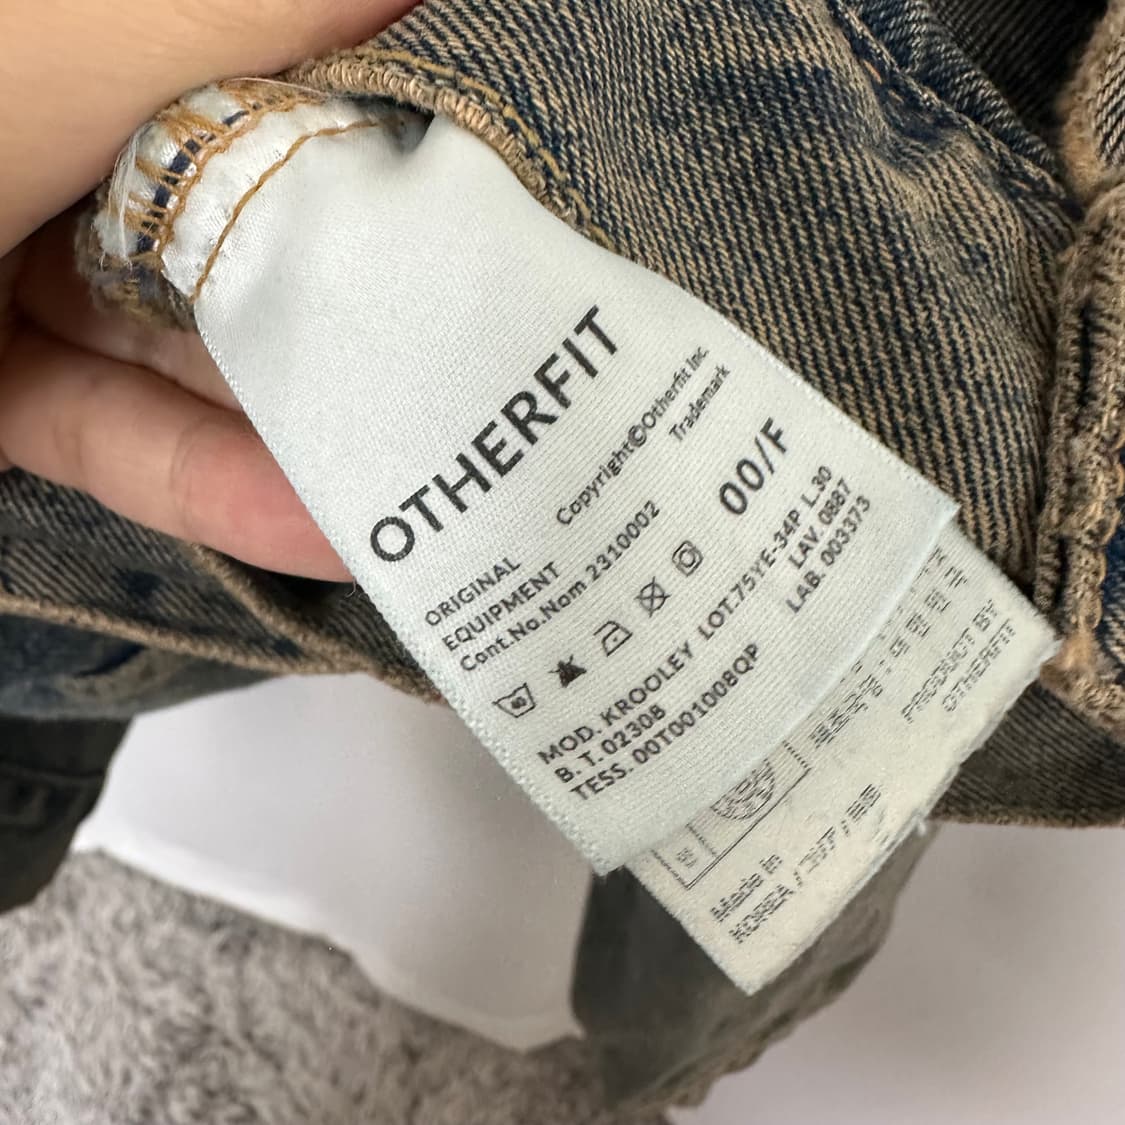 OTHERFIT
Copyright©Otherfit Inc.
Trademark
00/F
ORIGINAL
EQUIPMENT
Cont.No.Nom 2310002
40
MOD. KROOLEY LOT.75YE-34P L.30
B. T. 02308 LAV.0887
TESS. 00T001008QP LAB. 003373
PRODUCT BY
OTHERFIT
Made in
KOREA /